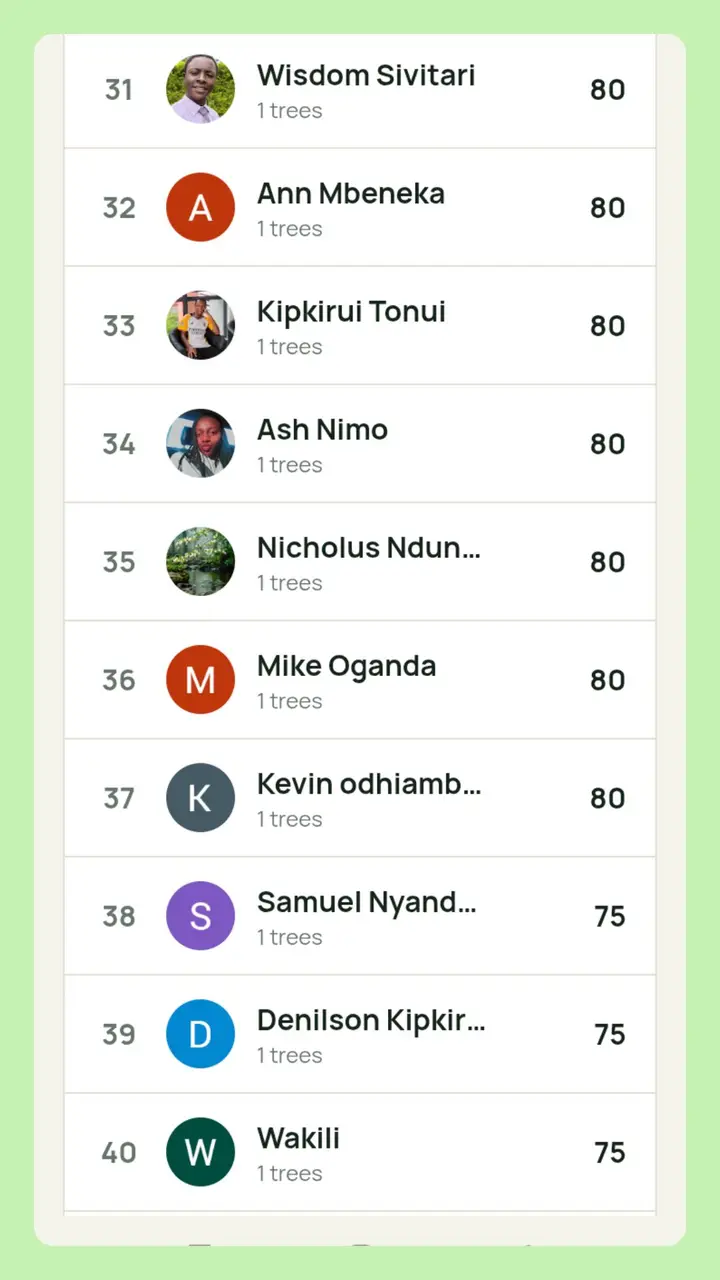 31
Wisdom Sivitari
80
1 trees
32
A
Ann Mbeneka
80
1 trees
33
Kipkirui Tonui
80
1 trees
34
Ash Nimo
80
1 trees
35
Nicholus Ndun...
80
1 trees
36
M
Mike Oganda
80
1 trees
37
K
Kevin odhiamb...
80
1 trees
38
S
Samuel Nyand...
75
1 trees
39
D
Denilson Kipkir...
75
1 trees
40
W
Wakili
75
1 trees